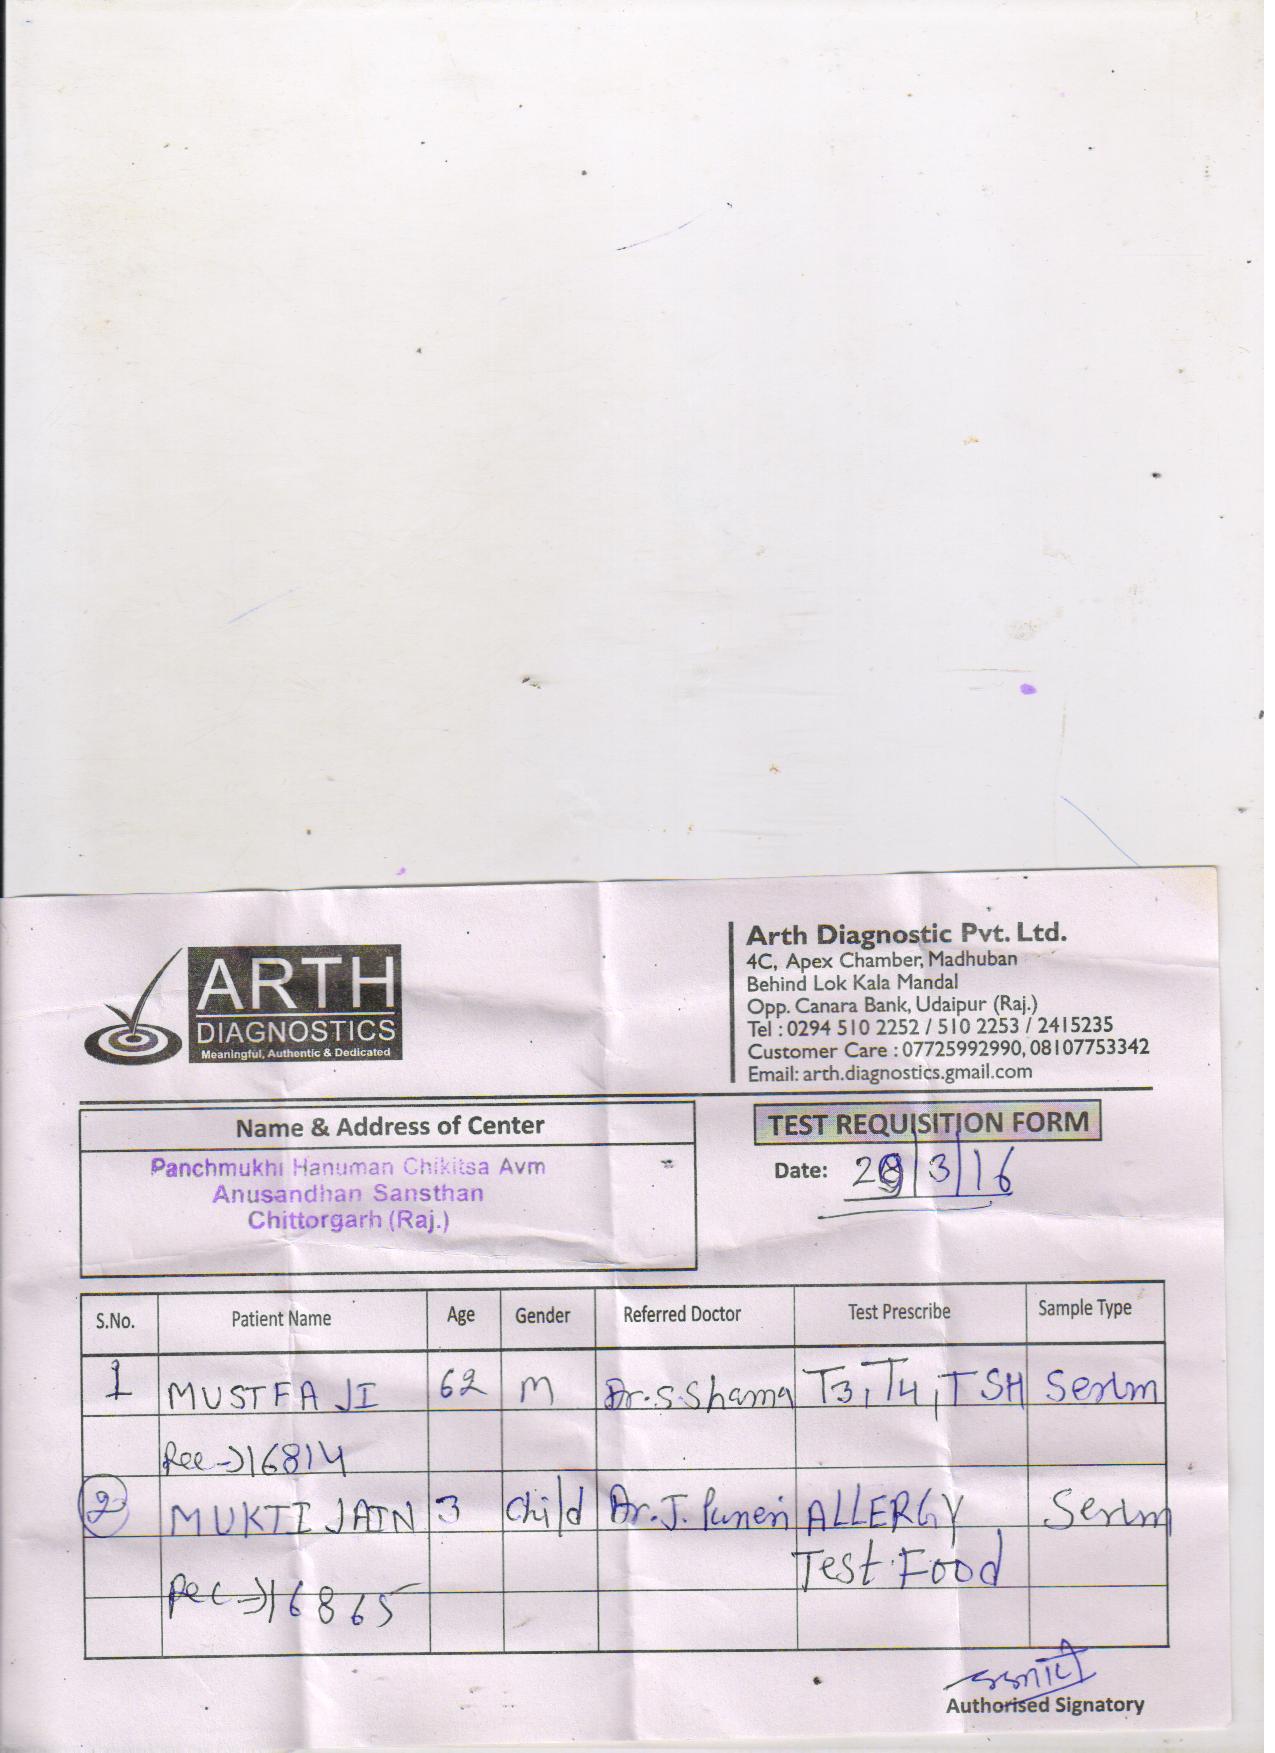 ARTH
DIAGNOSTICS
Meaningful, Authentic & Dedicated
Arth Diagnostic Pvt. Ltd.
4C, Apex Chamber, Madhuban
Behind Lok Kala Mandal
Opp. Canara Bank, Udaipur (Raj.)
Tel : 0294 510 2252 / 510 2253 / 2415235
Customer Care : 07725992990, 08107753342
Email: arth.diagnostics.gmail.com
Name & Address of Center
Panchmukhi Hanuman Chikitsa Avm
Anusandhan Sansthan
Chittorgarh (Raj.)
TEST REQUISITION FORM
Date: /3/16
S.No. Patient Name Age Gender Referred Doctor Test Prescribe Sample Type
1 MUSTFA JI 62 M Dr. S. Shama T3, T4, TSH Serum
Rec → 16814
2 MUKTI JAIN 3 Child Dr. J. ALLERGY Serum
Test Food
Rec → 16865
Authorised Signatory